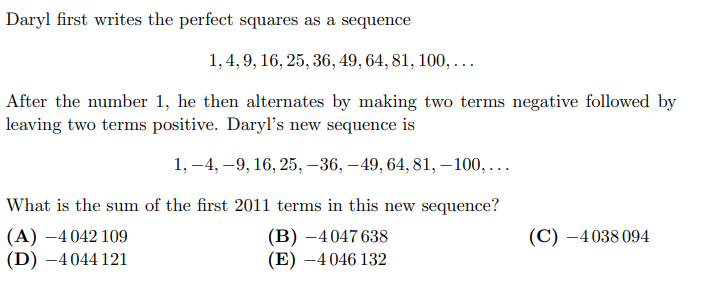 Daryl first writes the perfect squares as a sequence
1, 4, 9, 16, 25, 36, 49, 64, 81, 100, . . .
After the number 1, he then alternates by making two terms negative followed by
leaving two terms positive. Daryl's new sequence is
1, −4, −9, 16, 25, −36, −49, 64, 81, −100, . . .
What is the sum of the first 2011 terms in this new sequence?
(A) −4 042 109 (B) −4 047 638 (C) −4 038 094
(D) −4 044 121 (E) −4 046 132